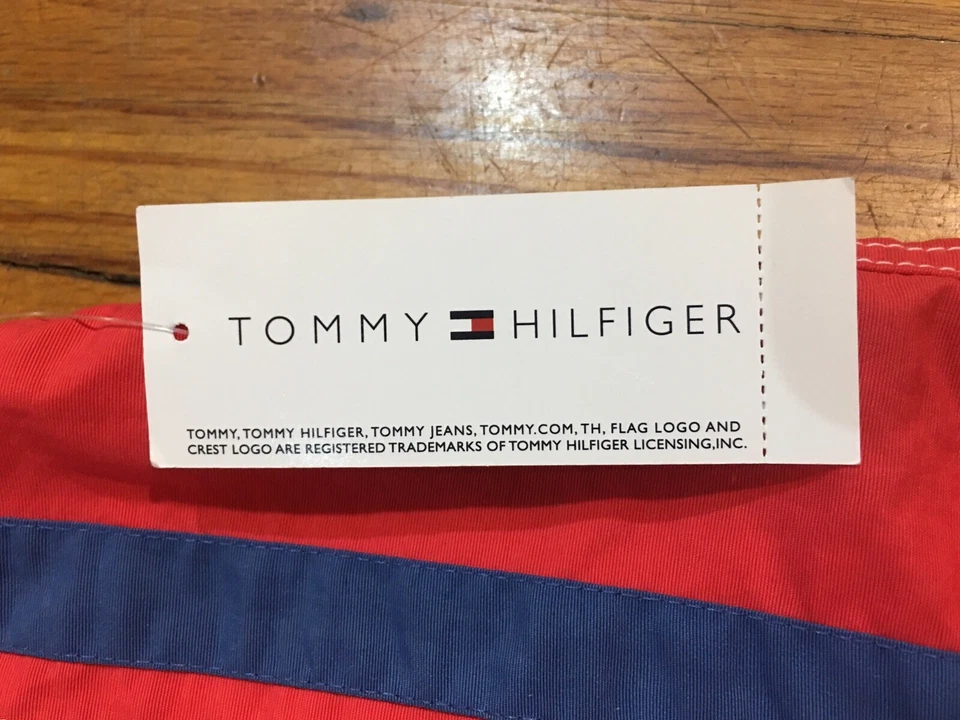 TOMMY HILFIGER
TOMMY, TOMMY HILFIGER, TOMMY JEANS, TOMMY.COM, TH, FLAG LOGO AND
CREST LOGO ARE REGISTERED TRADEMARKS OF TOMMY HILFIGER LICENSING, INC.